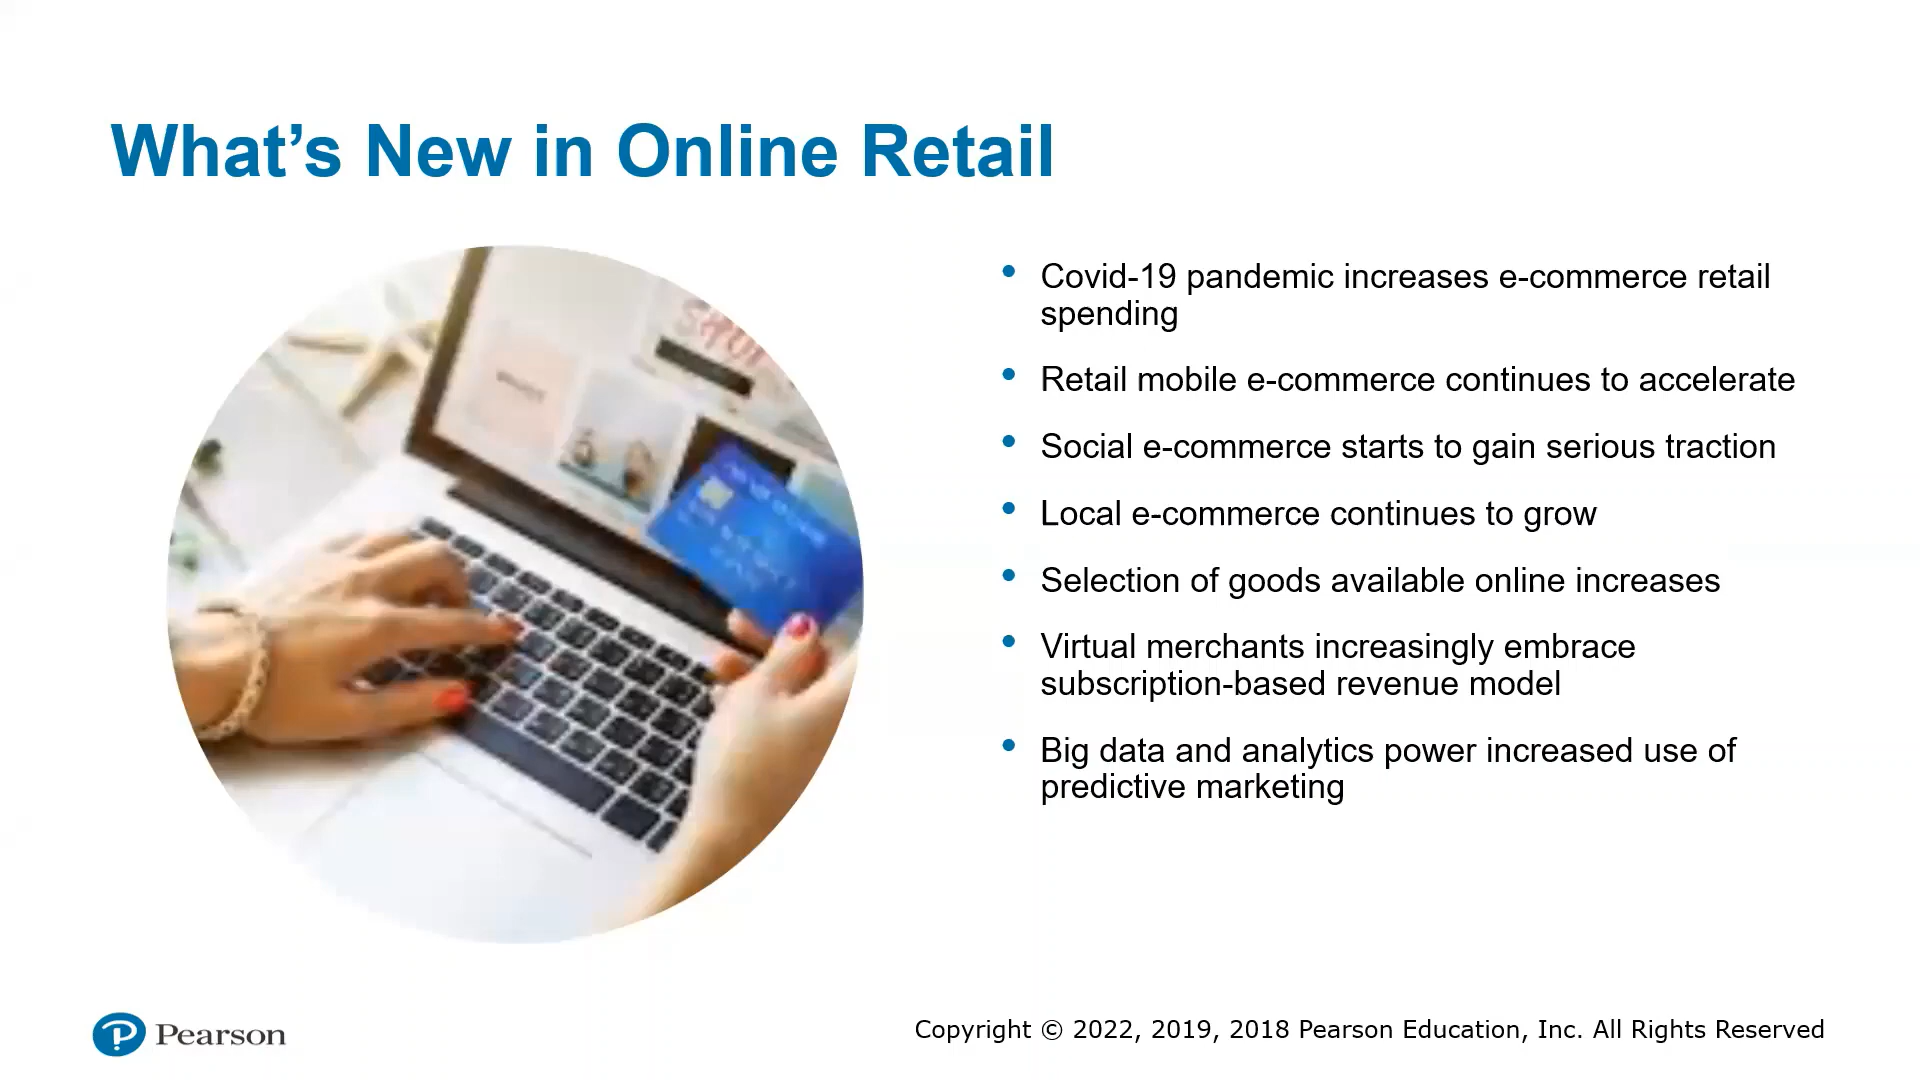 What’s New in Online Retail
• Covid-19 pandemic increases e-commerce retail
spending
• Retail mobile e-commerce continues to accelerate
• Social e-commerce starts to gain serious traction
• Local e-commerce continues to grow
• Selection of goods available online increases
• Virtual merchants increasingly embrace
subscription-based revenue model
• Big data and analytics power increased use of
predictive marketing
Pearson
Copyright © 2022, 2019, 2018 Pearson Education, Inc. All Rights Reserved